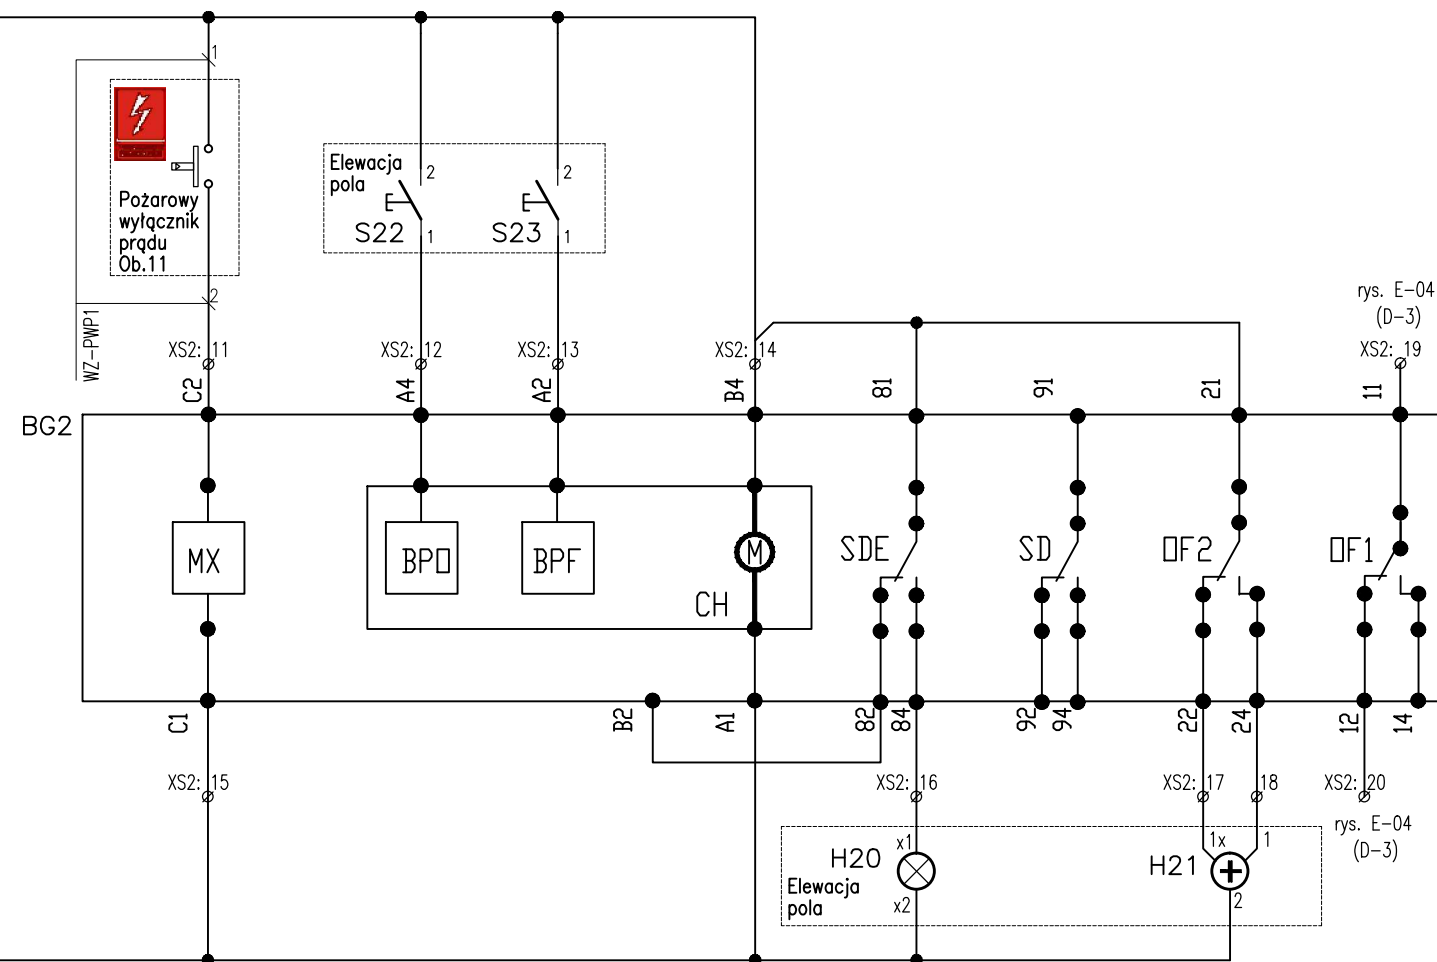 1
Pożarowy
wyłącznik
prądu
Ob.11
2
WZ-PWP1
Elewacja
pola
2
2
S22
S23
1
1
rys. E-04
(D-3)
XS2: 11
XS2: 12
XS2: 13
XS2: 14
XS2: 19
C2
A4
A2
B4
81
91
21
11
BG2
MX
BPO
BPF
M
CH
SDE
SD
OF2
OF1
C1
B2
A1
82
84
92
94
22
24
12
14
XS2: 15
XS2: 16
XS2: 17
18
XS2: 20
rys. E-04
(D-3)
x1
1x
1
H20
H21
Elewacja
pola
x2
2